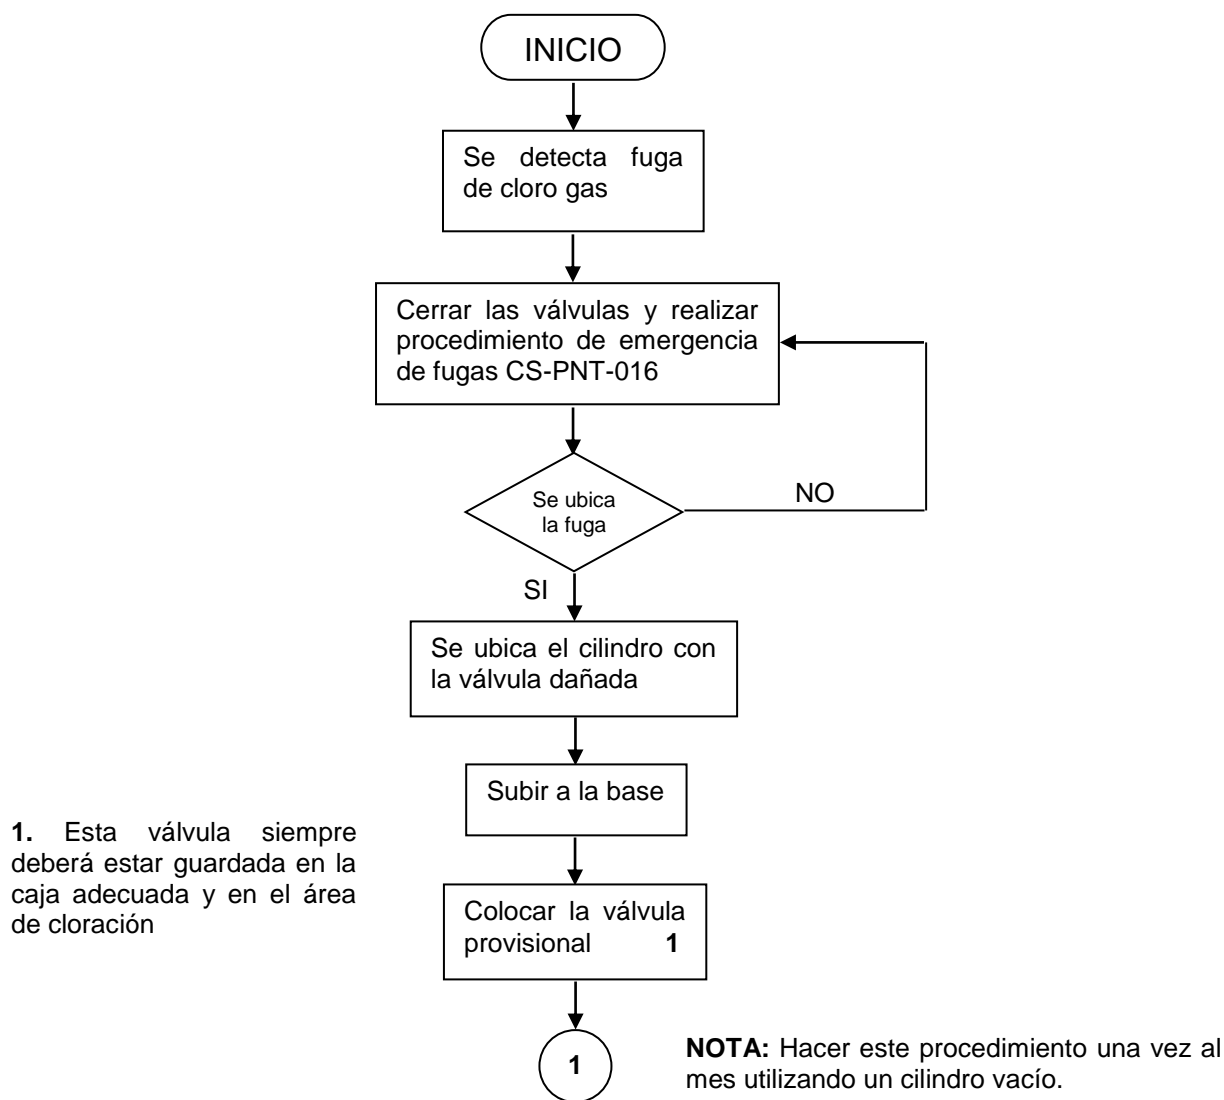 INICIO
Se detecta fuga
de cloro gas
Cerrar las válvulas y realizar
procedimiento de emergencia
de fugas CS-PNT-016
Se ubica
la fuga
NO
SI
Se ubica el cilindro con
la válvula dañada
Subir a la base
1. Esta válvula siempre
deberá estar guardada en la
caja adecuada y en el área
de cloración
Colocar la válvula
provisional 1
1
NOTA: Hacer este procedimiento una vez al
mes utilizando un cilindro vacío.